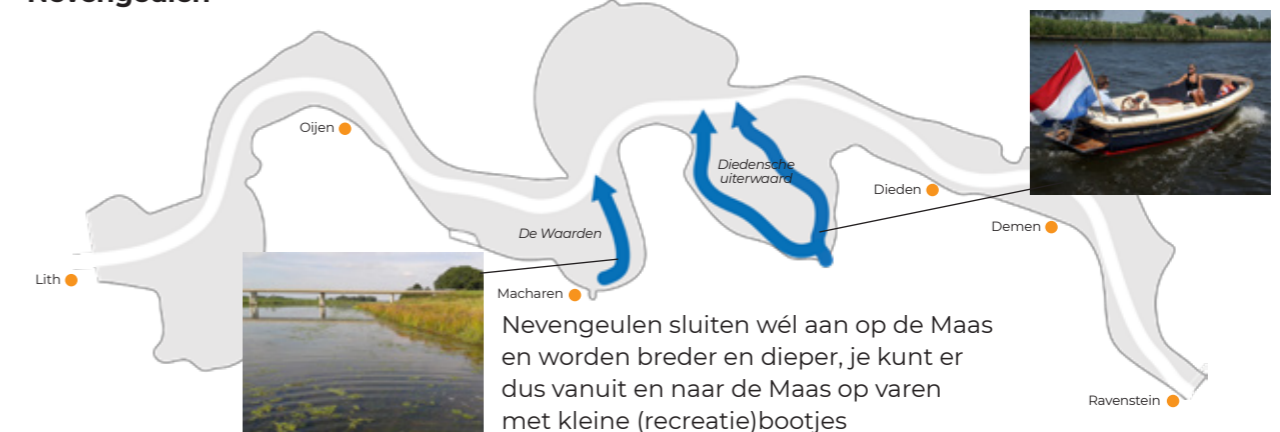 Nevengeulen
Oijen
Diedensche
uiterwaard
Dieden
De Waarden
Demen
Lith
Macharen
Nevengeulen sluiten wél aan op de Maas
en worden breder en dieper, je kunt er
dus vanuit en naar de Maas op varen
met kleine (recreatie)bootjes
Ravenstein